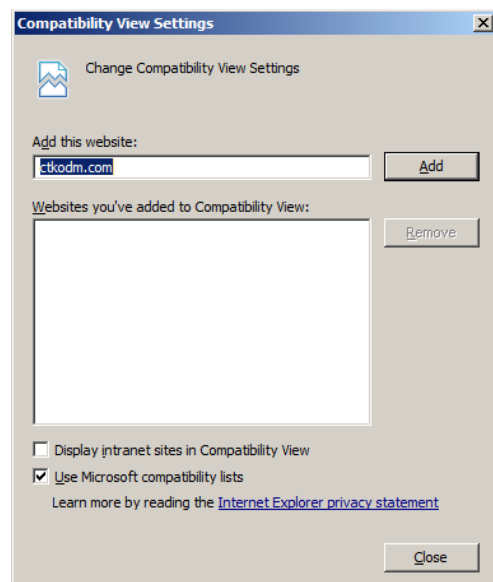 Compatibility View Settings
Change Compatibility View Settings
Add this website:
ctkodm.com
Add
Websites you've added to Compatibility View:
Remove
Display intranet sites in Compatibility View
Use Microsoft compatibility lists
Learn more by reading the Internet Explorer privacy statement
Close